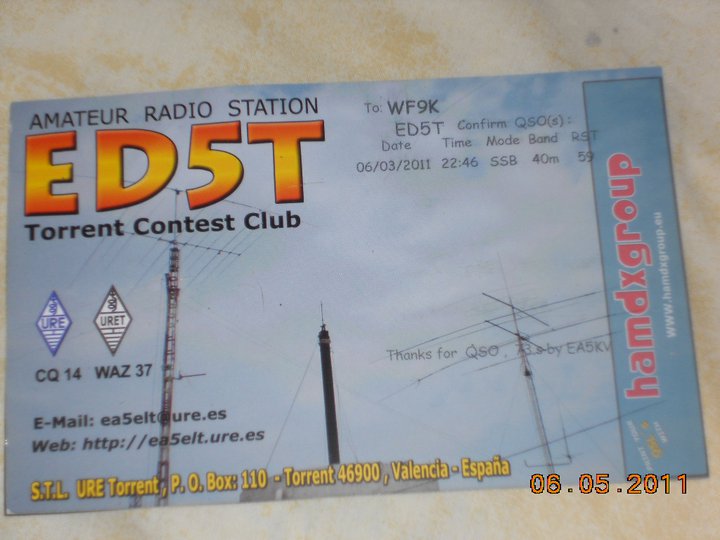 AMATEUR RADIO STATION
ED5T
Torrent Contest Club
To: WF9K
ED5T Confirm QSO(s):
Date Time Mode Band RST
06/03/2011 22:46 SSB 40m 59
URE
URET
CQ 14 WAZ 37
Thanks for QSO, 73.s by EA5KV
E-Mail: ea5elt@ure.es
Web: http://ea5elt.ure.es
S.T.L. URE Torrent, P. O. Box: 110 - Torrent 46900, Valencia - España
hamdxgroup
www.hamdxgroup.eu
06.05.2011